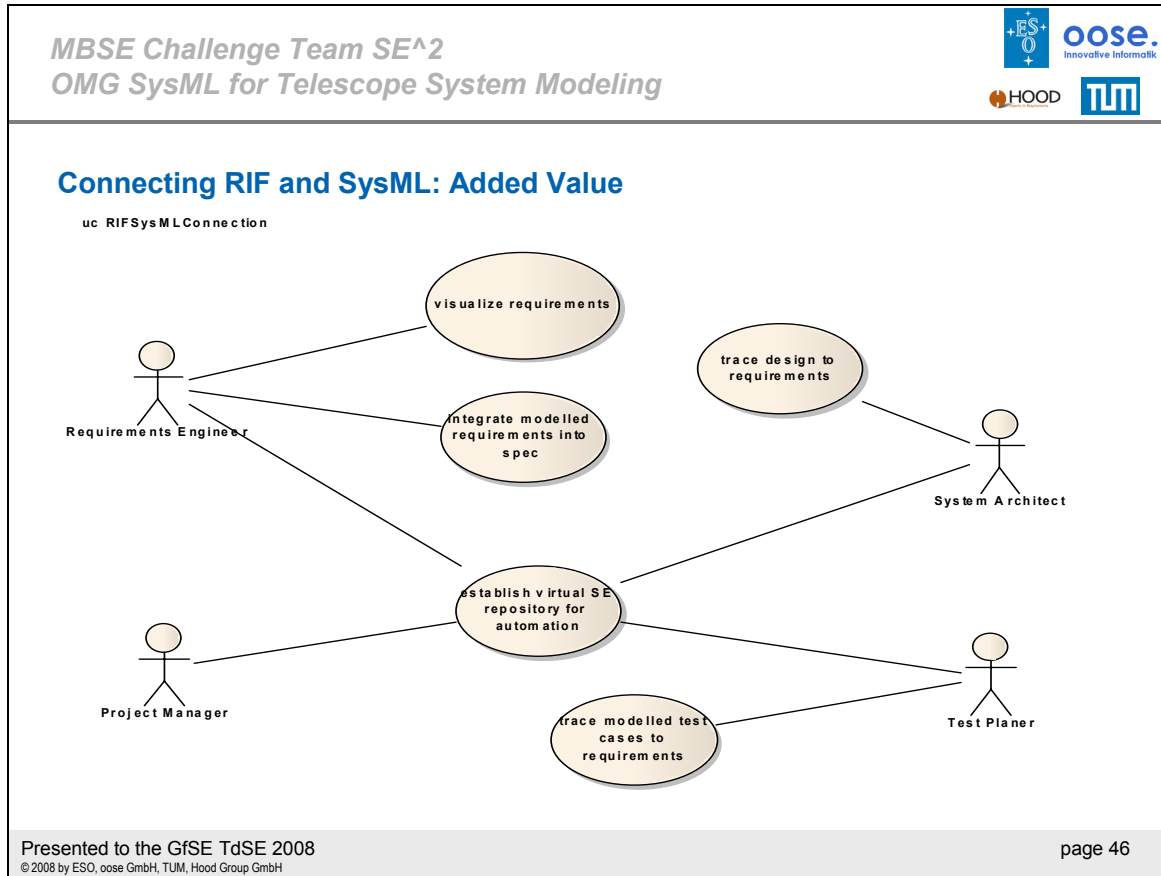 MBSE Challenge Team SE^2
OMG SysML for Telescope System Modeling
ESO
oose.
Innovative Informatik
HOOD
TUM
Connecting RIF and SysML: Added Value
uc RIFSysMLConnection
visualize requirements
trace design to
requirements
integrate modelled
requirements into
spec
Requirements Engineer
System Architect
establish virtual SE
repository for
automation
Project Manager
Test Planer
trace modelled test
cases to
requirements
Presented to the GfSE TdSE 2008
page 46
© 2008 by ESO, oose GmbH, TUM, Hood Group GmbH